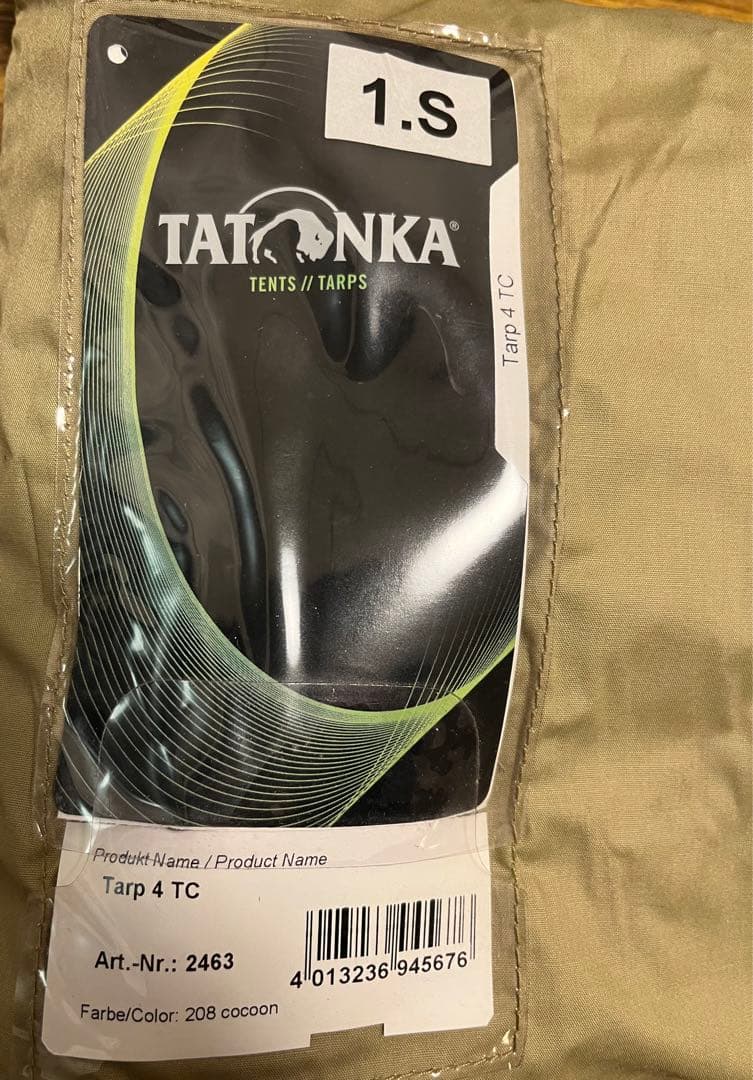 1.S
TATONKA®
TENTS // TARPS
Tarp 4 TC
Produkt Name / Product Name
Tarp 4 TC
Art.-Nr.: 2463
4 013236 945676
Farbe/Color: 208 cocoon